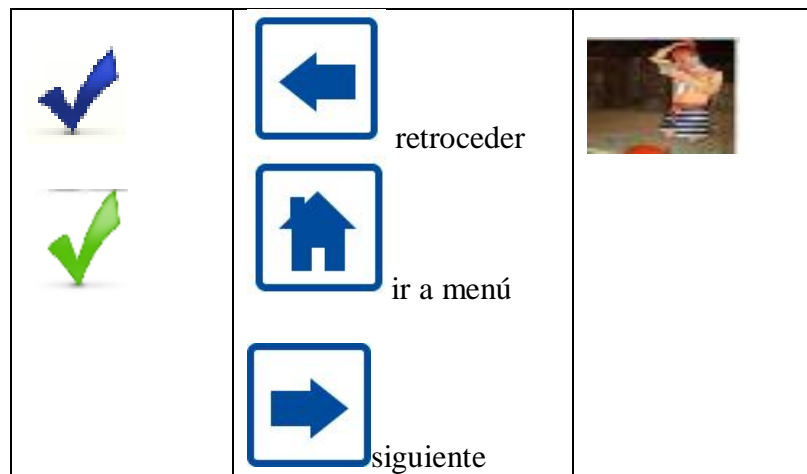 retroceder
ir a menú
siguiente